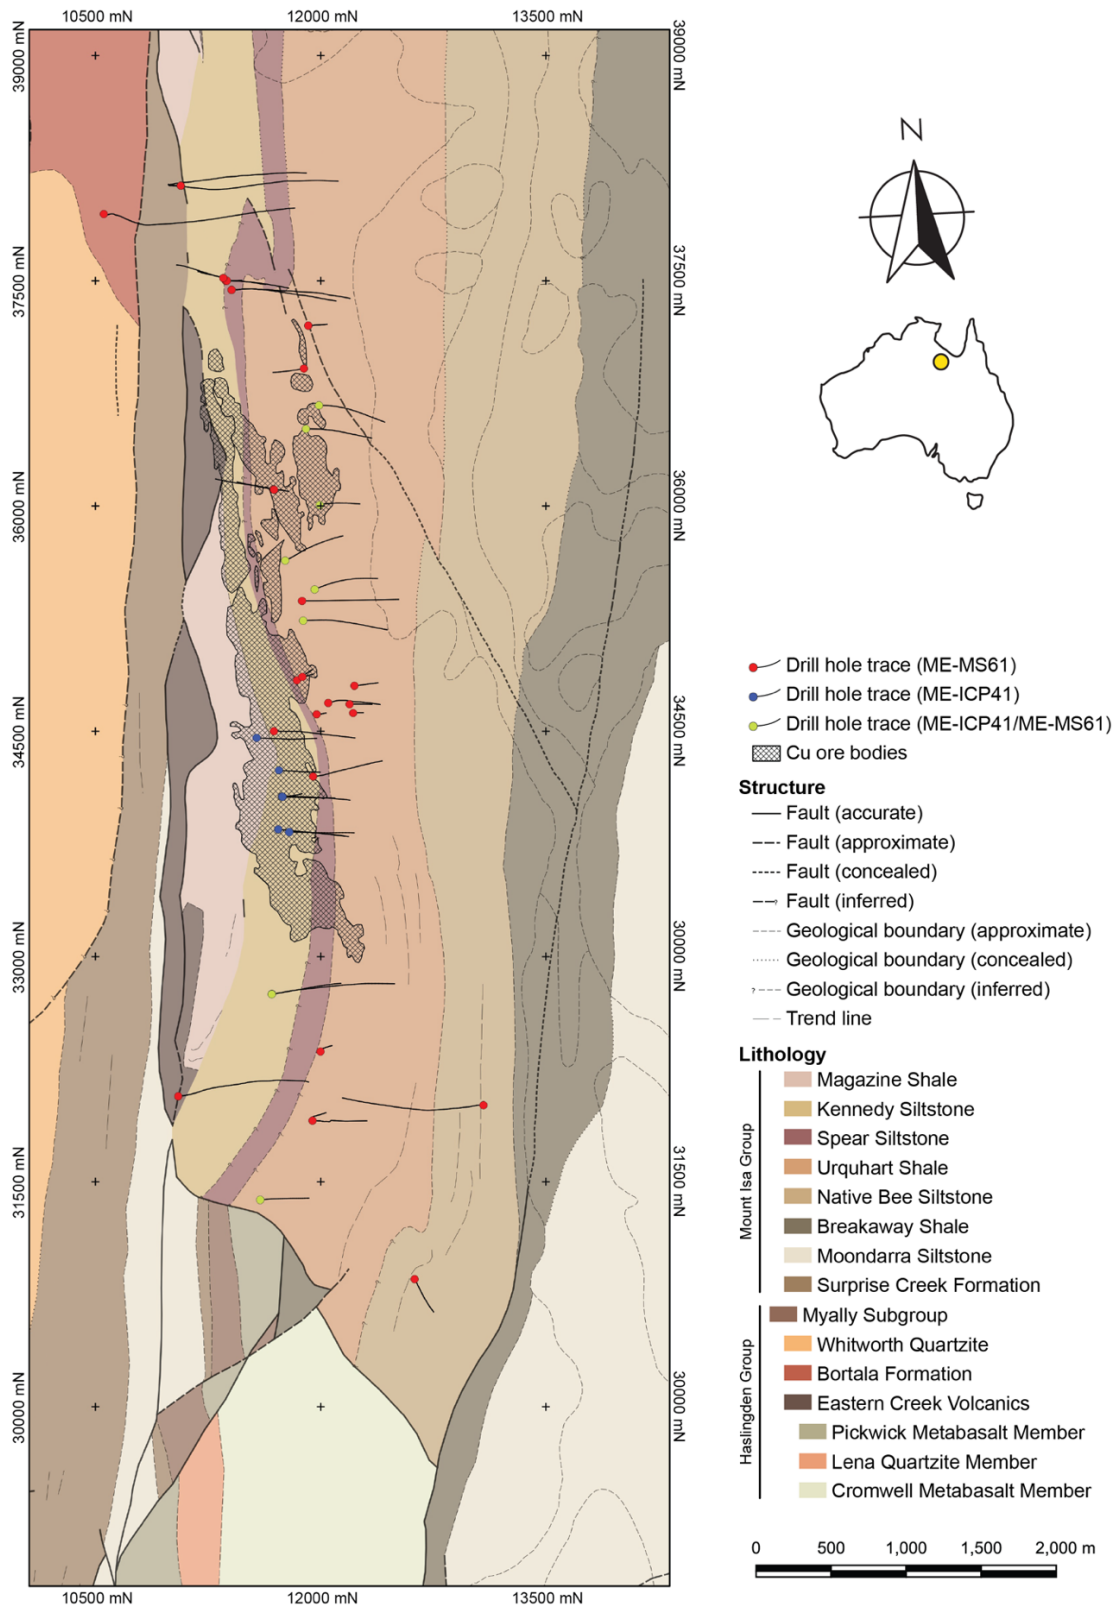 10500 mN 12000 mN 13500 mN
39000 mN
37500 mN
36000 mN
34500 mN
33000 mN
31500 mN
30000 mN
39000 mN
37500 mN
36000 mN
34500 mN
30000 mN
31500 mN
30000 mN
10500 mN 12000 mN 13500 mN
N
Drill hole trace (ME-MS61)
Drill hole trace (ME-ICP41)
Drill hole trace (ME-ICP41/ME-MS61)
Cu ore bodies
Structure
Fault (accurate)
Fault (approximate)
Fault (concealed)
Fault (inferred)
Geological boundary (approximate)
Geological boundary (concealed)
Geological boundary (inferred)
Trend line
Lithology
Mount Isa Group
Magazine Shale
Kennedy Siltstone
Spear Siltstone
Urquhart Shale
Native Bee Siltstone
Breakaway Shale
Moondarra Siltstone
Surprise Creek Formation
Haslingden Group
Myally Subgroup
Whitworth Quartzite
Bortala Formation
Eastern Creek Volcanics
Pickwick Metabasalt Member
Lena Quartzite Member
Cromwell Metabasalt Member
0 500 1,000 1,500 2,000 m